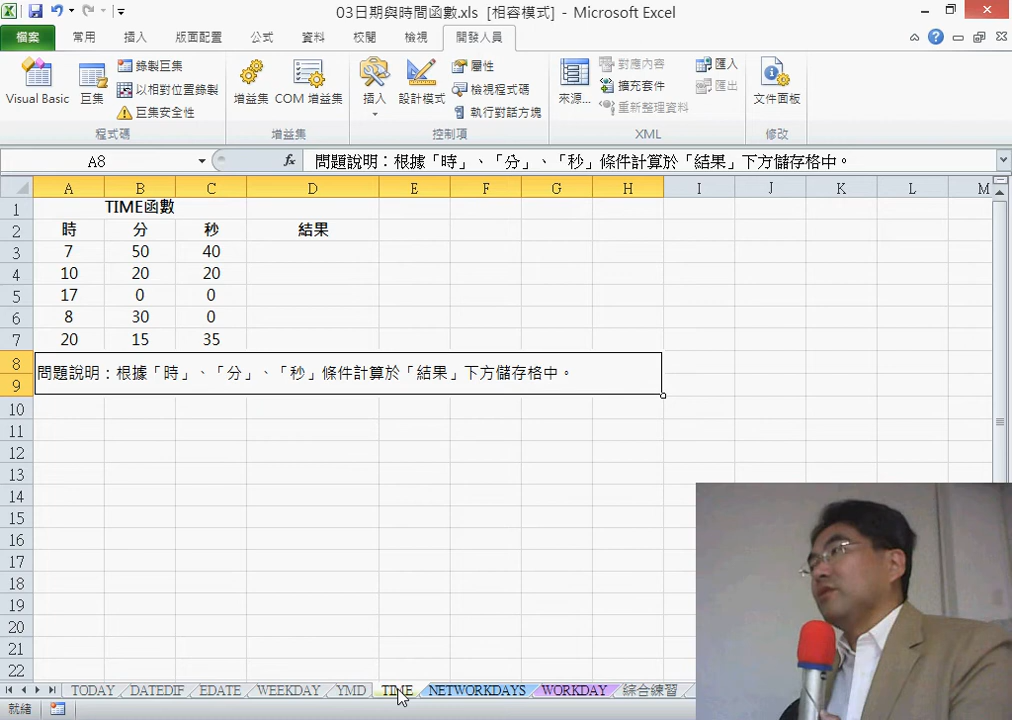 03日期與時間函數.xls [相容模式] - Microsoft Excel
檔案 常用 插入 版面配置 公式 資料 校閱 檢視 開發人員
Visual Basic 巨集 錄製巨集 以相對位置錄製 巨集安全性 增益集 COM 增益集 插入 設計模式 屬性 檢視程式碼 執行對話方塊 來源... 對應內容 擴充套件 重新整理資料 匯入 匯出 文件面板
程式碼 增益集 控制項 XML 修改
A8 fx 問題說明：根據「時」、「分」、「秒」條件計算於「結果」下方儲存格中。
A B C D E F G H I J K L M
1 TIME函數
2 時 分 秒 結果
3 7 50 40
4 10 20 20
5 17 0 0
6 8 30 0
7 20 15 35
8 問題說明：根據「時」、「分」、「秒」條件計算於「結果」下方儲存格中。
9
10
11
12
13
14
15
16
17
18
19
20
21
22
TODAY DATEDIF EDATE WEEKDAY YMD TIME NETWORKDAYS WORKDAY 綜合練習
就緒